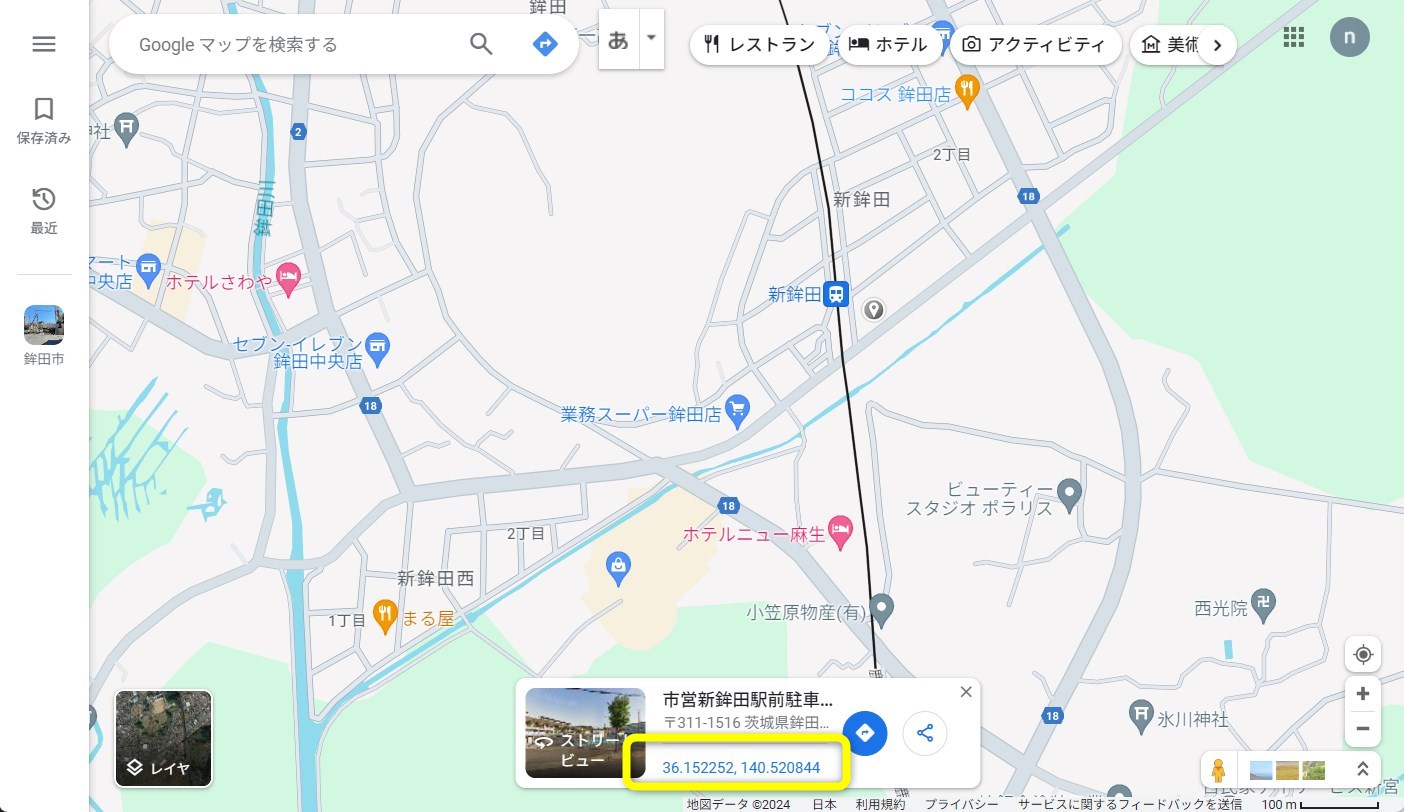 鉾田
Google マップを検索する
あ
レストラン
ホテル
アクティビティ
美術
n
保存済み
最近
鉾田市
神社
2
鉾田川
ココス 鉾田店
2丁目
新鉾田
18
マート
中央店
ホテルさわや
新鉾田
セブン-イレブン
鉾田中央店
18
業務スーパー鉾田店
ビューティー
スタジオ ポラリス
18
2丁目
ホテルニュー麻生
新鉾田西
1丁目
まる屋
小笠原物産(有)
西光院
卍
18
氷川神社
レイヤ
ストリート
ビュー
市営新鉾田駅前駐車…
〒311-1516 茨城県鉾田…
36.152252, 140.520844
地図データ ©2024 日本 利用規約 プライバシー サービスに関するフィードバックを送信 100 m